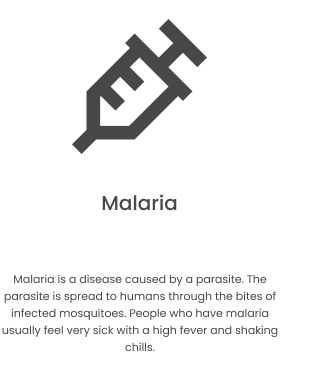 Malaria
Malaria is a disease caused by a parasite. The
parasite is spread to humans through the bites of
infected mosquitoes. People who have malaria
usually feel very sick with a high fever and shaking
chills.